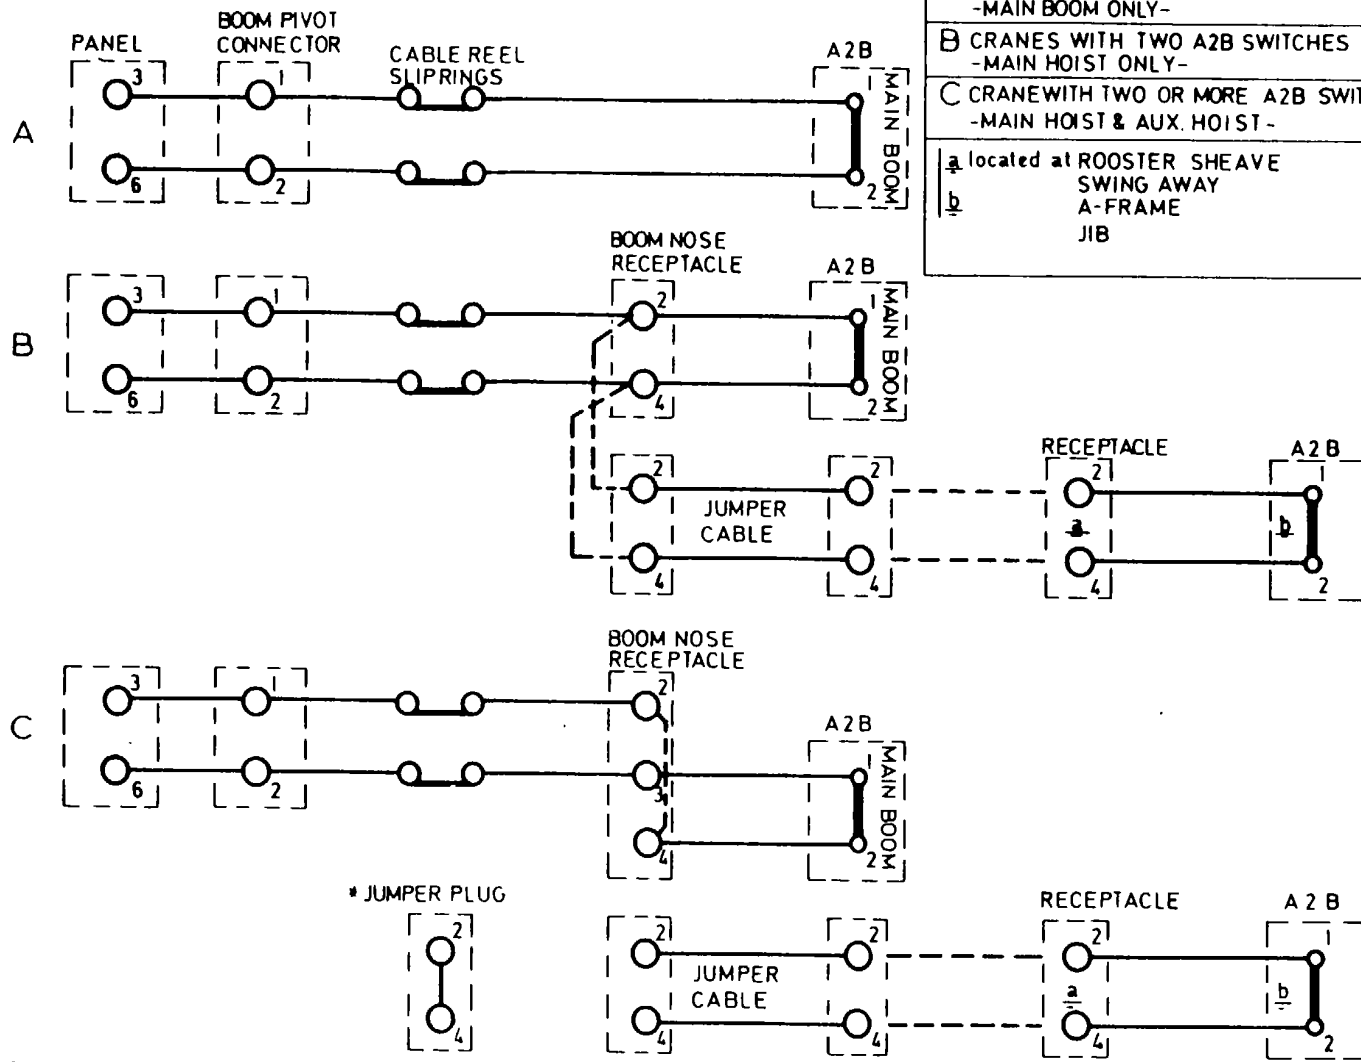 -MAIN BOOM ONLY-
B CRANES WITH TWO A2B SWITCHES
-MAIN HOIST ONLY-
C CRANE WITH TWO OR MORE A2B SWIT
-MAIN HOIST & AUX. HOIST-
a located at ROOSTER SHEAVE
SWING AWAY
b A-FRAME
JIB
A
PANEL
BOOM PIVOT
CONNECTOR
CABLE REEL
SLIPRINGS
A2B
3 1 1
MAIN BOOM
6 2 2
B
BOOM NOSE
RECEPTACLE
A2B
3 1 2 1
MAIN BOOM
6 2 4 2
RECEPTACLE
A2B
2 2 2 1
JUMPER
CABLE
a b
4 4 4 2
C
BOOM NOSE
RECEPTACLE
3 1 2
A2B
1
MAIN BOOM
6 2 3
4 2
* JUMPER PLUG
2
4
RECEPTACLE
A2B
2 2 2 1
JUMPER
CABLE
a b
4 4 4 2